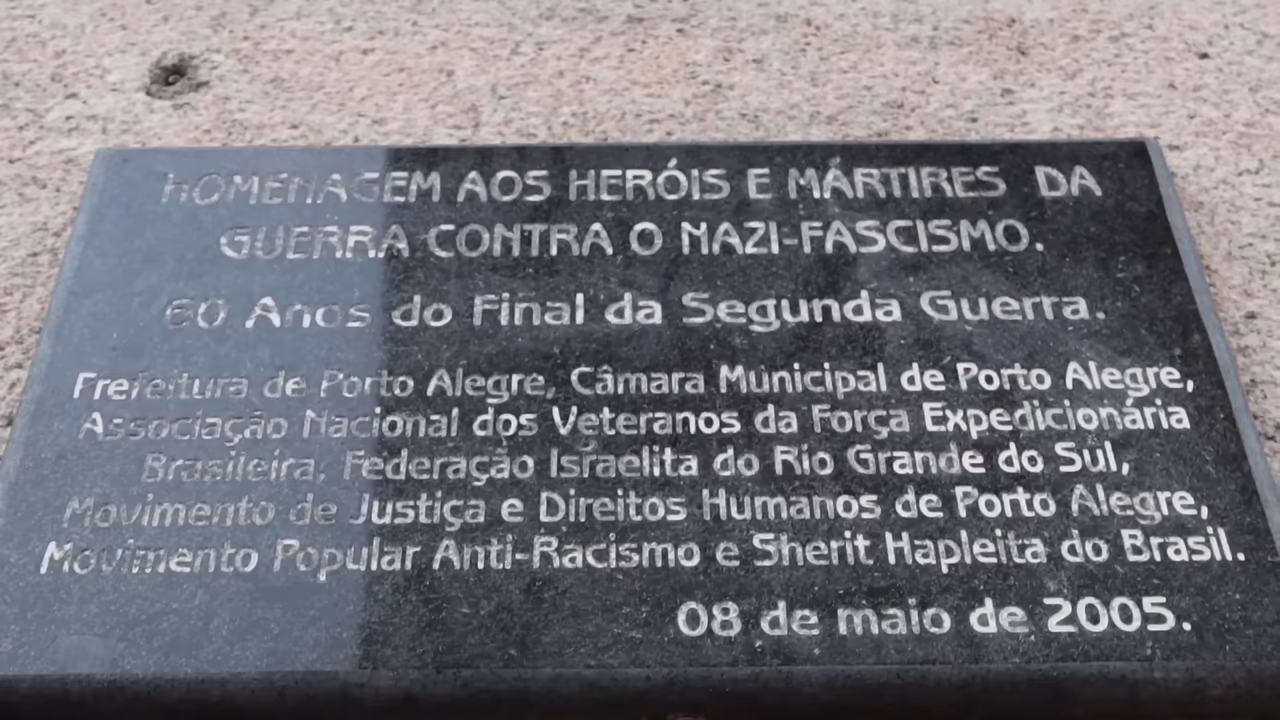 HOMENAGEM AOS HERÓIS E MÁRTIRES DA
GUERRA CONTRA O NAZI-FASCISMO.
60 Anos do Final da Segunda Guerra.
Prefeitura de Porto Alegre, Câmara Municipal de Porto Alegre,
Associação Nacional dos Veteranos da Força Expedicionária
Brasileira, Federação Israelita do Rio Grande do Sul,
Movimento de Justiça e Direitos Humanos de Porto Alegre,
Movimento Popular Anti-Racismo e Sherit Hapleita do Brasil.
08 de maio de 2005.